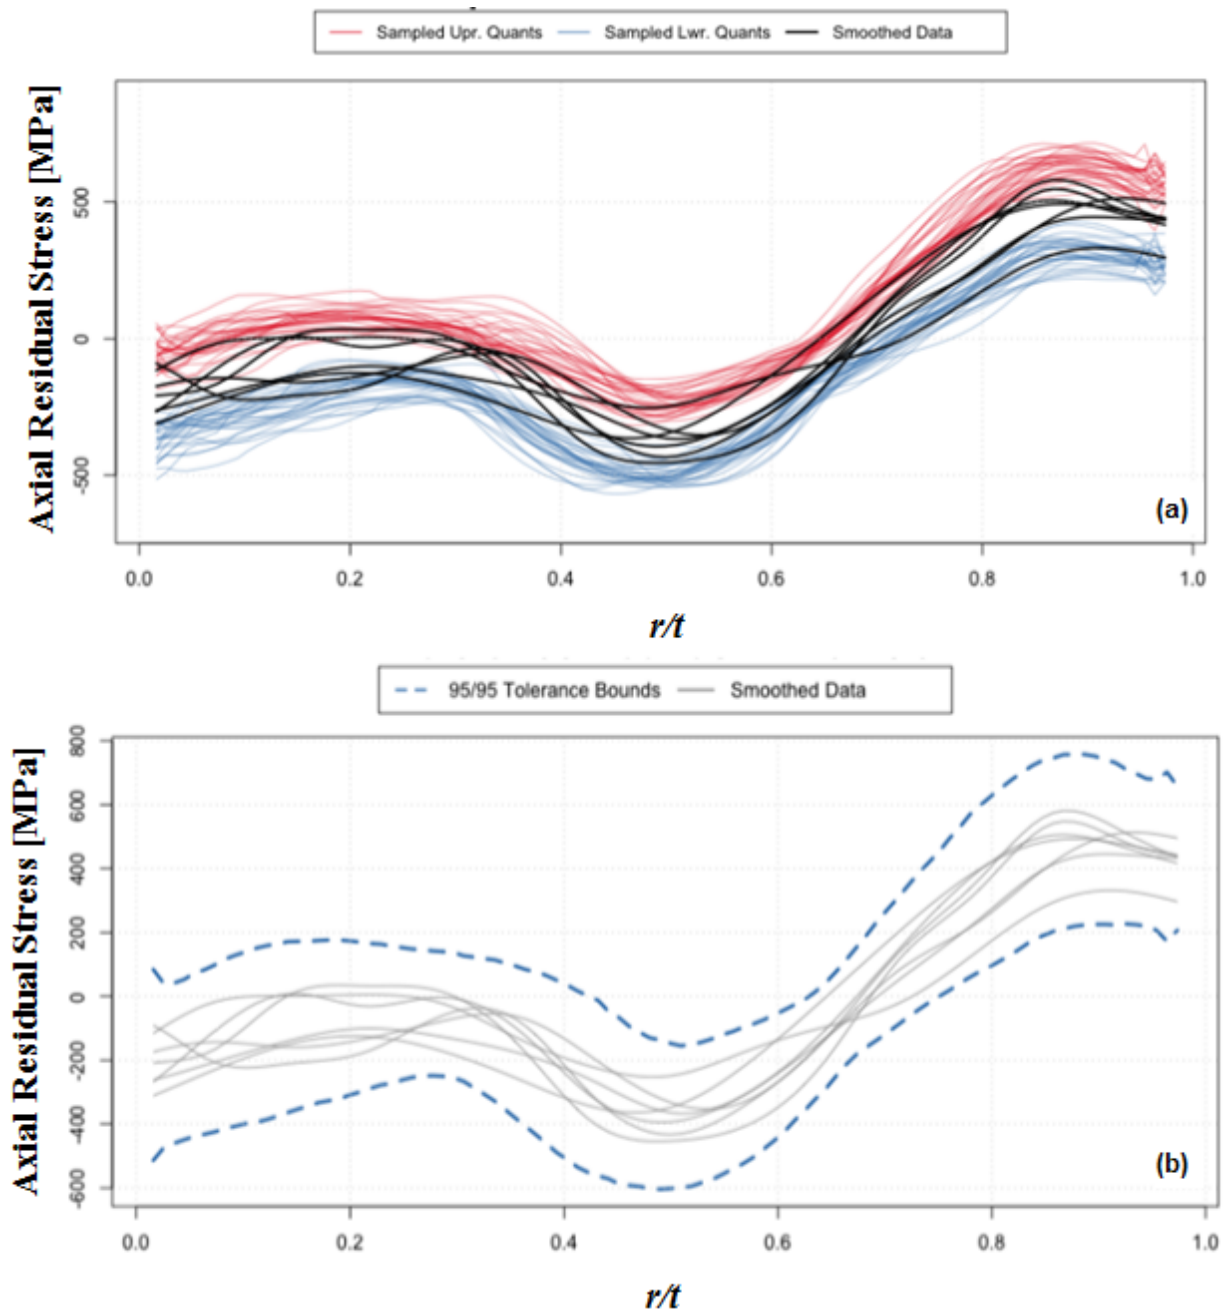 Sampled Upr. Quants Sampled Lwr. Quants Smoothed Data
Axial Residual Stress [MPa]
500
0
-500
(a)
0.0 0.2 0.4 0.6 0.8 1.0
r/t
95/95 Tolerance Bounds Smoothed Data
Axial Residual Stress [MPa]
800
600
400
200
0
-200
-400
-600
(b)
0.0 0.2 0.4 0.6 0.8 1.0
r/t